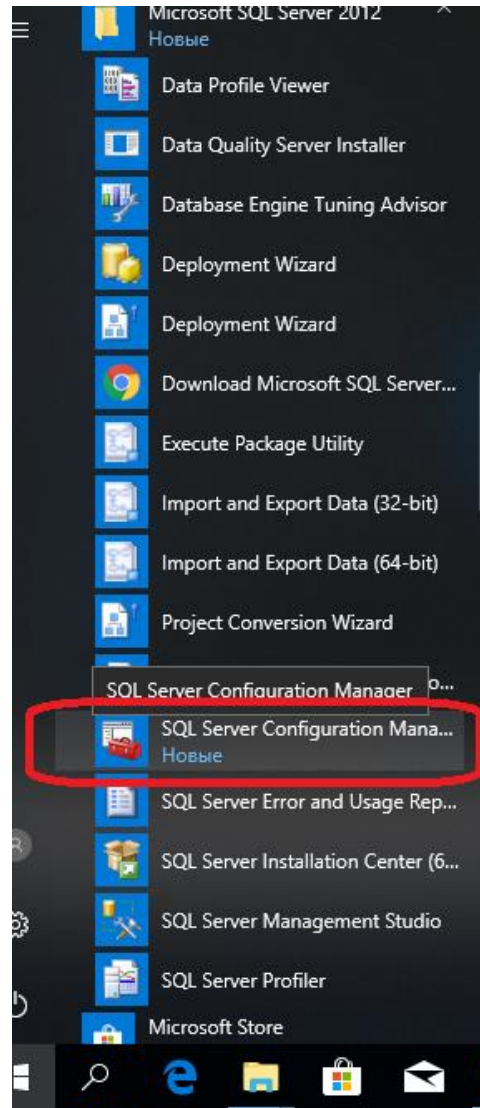 Microsoft SQL Server 2012
Новые
Data Profile Viewer
Data Quality Server Installer
Database Engine Tuning Advisor
Deployment Wizard
Deployment Wizard
Download Microsoft SQL Server...
Execute Package Utility
Import and Export Data (32-bit)
Import and Export Data (64-bit)
Project Conversion Wizard
SQL Server Configuration Manager
SQL Server Configuration Mana...
Новые
SQL Server Error and Usage Rep...
SQL Server Installation Center (6...
SQL Server Management Studio
SQL Server Profiler
Microsoft Store